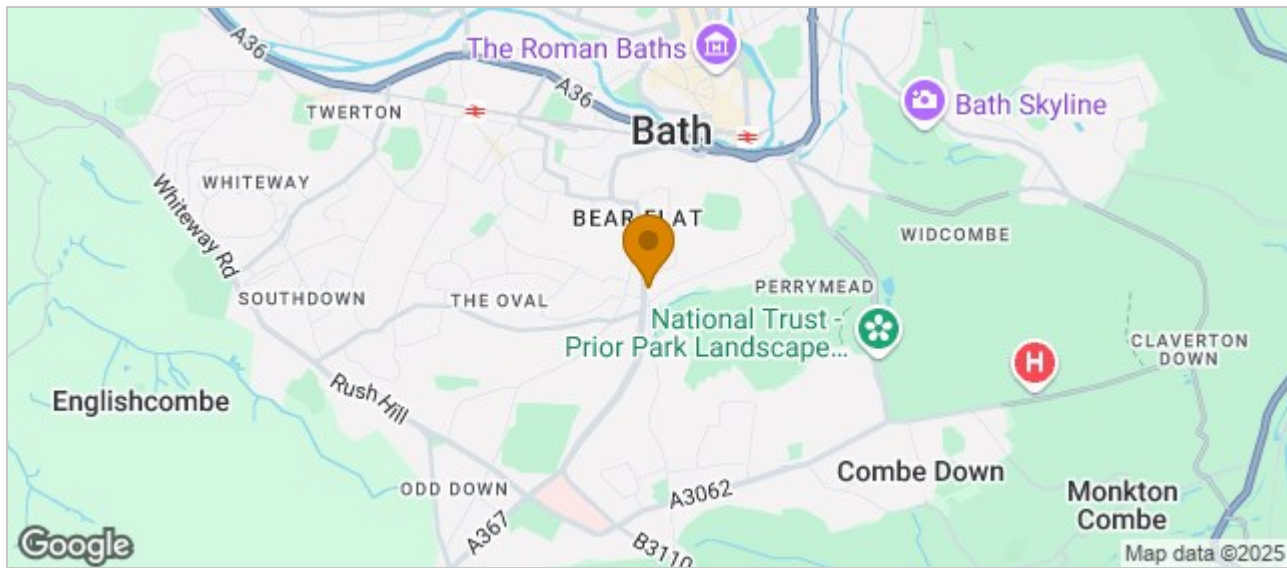 A36
The Roman Baths
A36
TWERTON
Bath
Bath Skyline
WHITEWAY
Whiteway Rd
BEAR FLAT
WIDCOMBE
SOUTHDOWN
THE OVAL
PERRYMEAD
National Trust -
Prior Park Landscape...
H
CLAVERTON
DOWN
Englishcombe
Rush Hill
ODD DOWN
A3062
Combe Down
Monkton
Combe
A367
B3110
Google
Map data ©2025